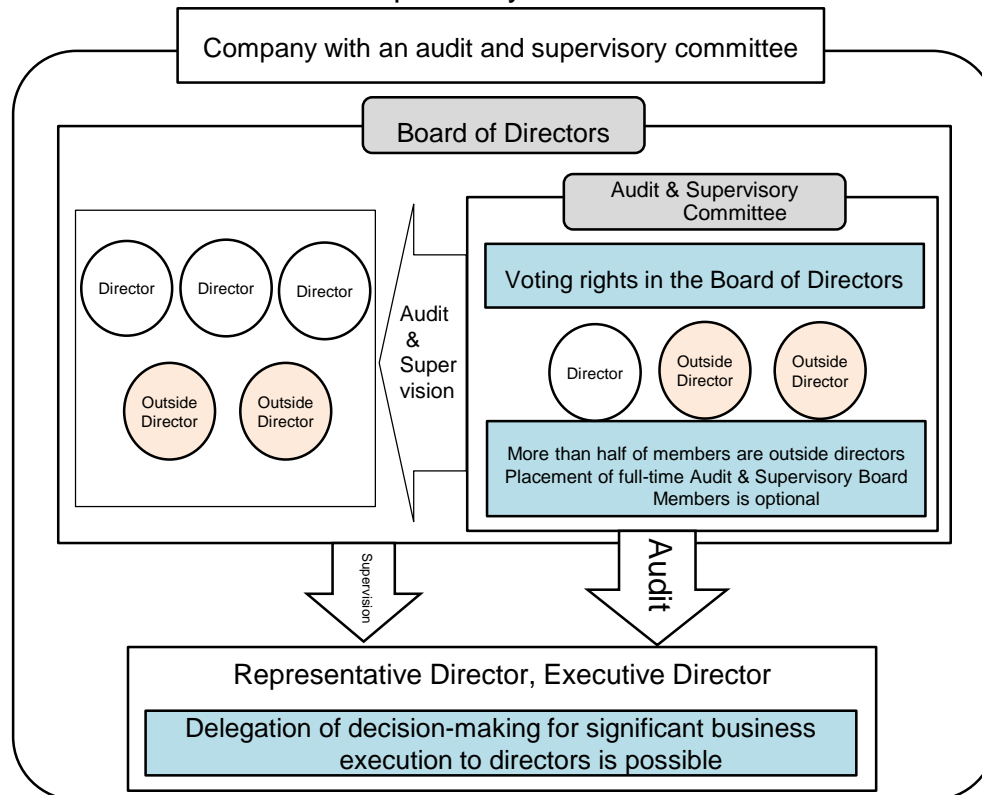 Company with an audit and supervisory committee
Board of Directors
Audit & Supervisory
Committee
Voting rights in the Board of Directors
Director
Director
Director
Outside
Director
Outside
Director
Audit
&
Super
vision
Director
Outside
Director
Outside
Director
More than half of members are outside directors
Placement of full-time Audit & Supervisory Board
Members is optional
Supervision
Audit
Representative Director, Executive Director
Delegation of decision-making for significant business
execution to directors is possible